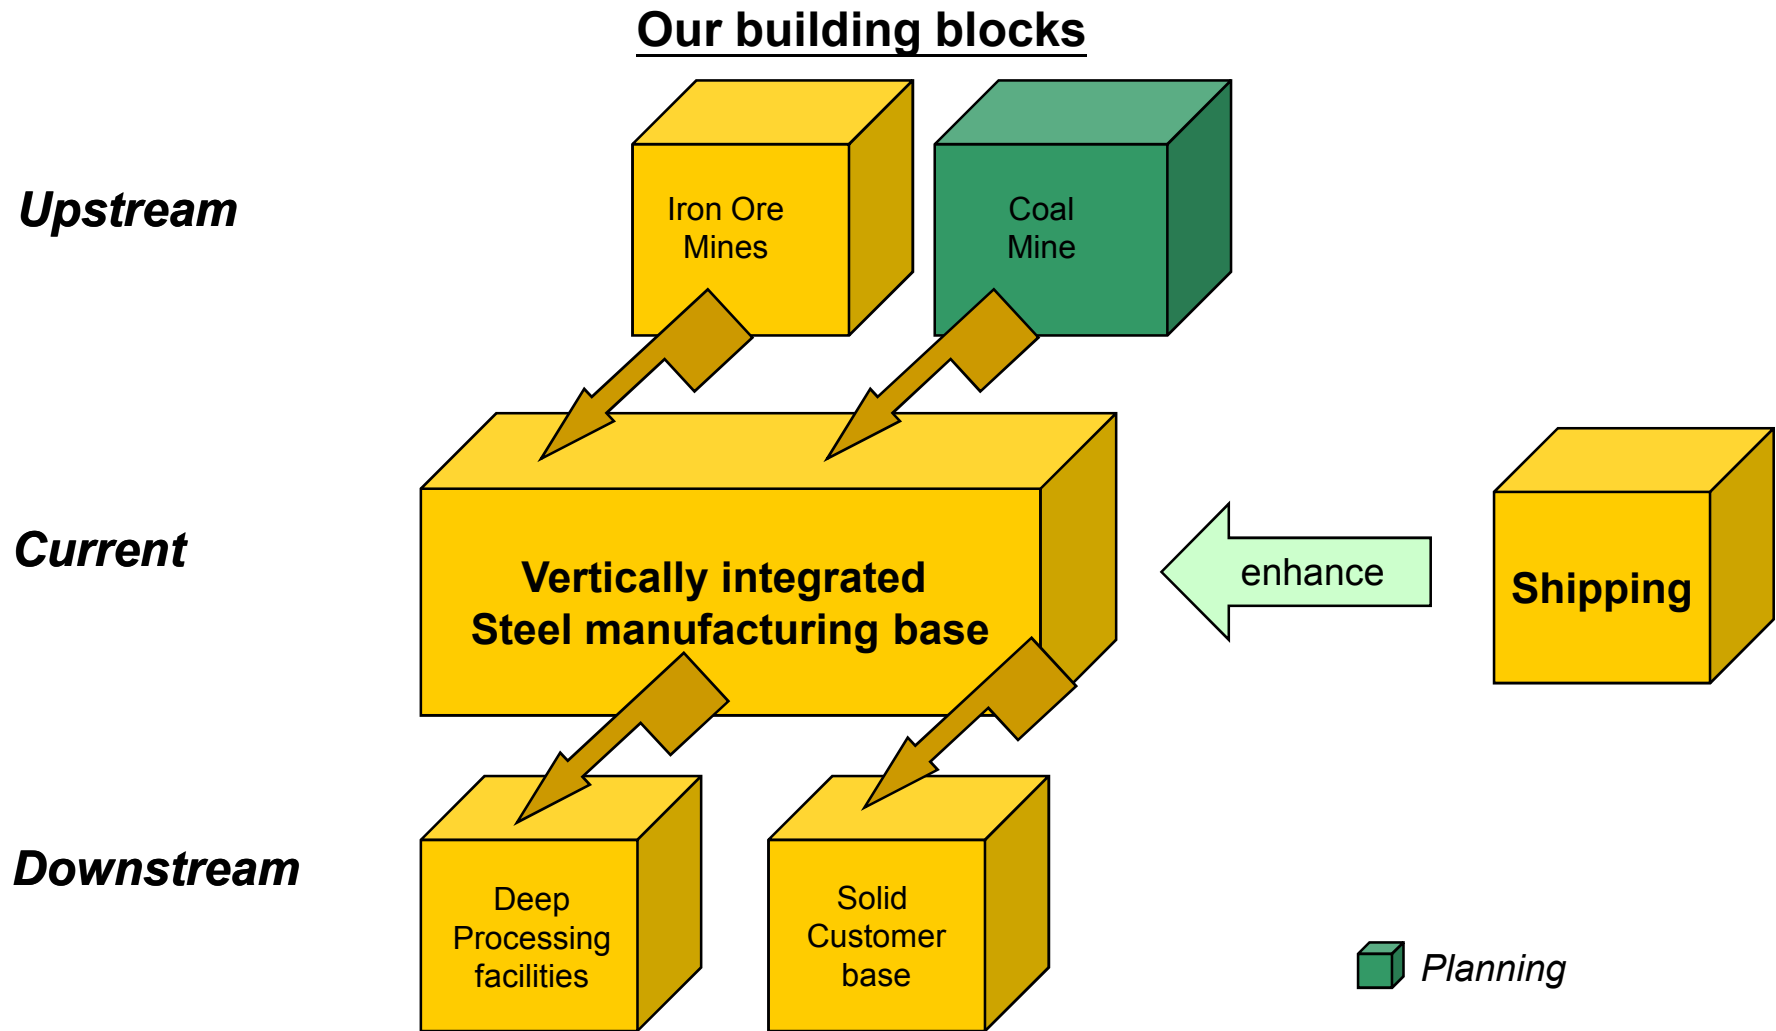 Our building blocks
Upstream
Iron Ore
Mines
Coal
Mine
Current
Vertically integrated
Steel manufacturing base
enhance
Shipping
Downstream
Deep
Processing
facilities
Solid
Customer
base
Planning